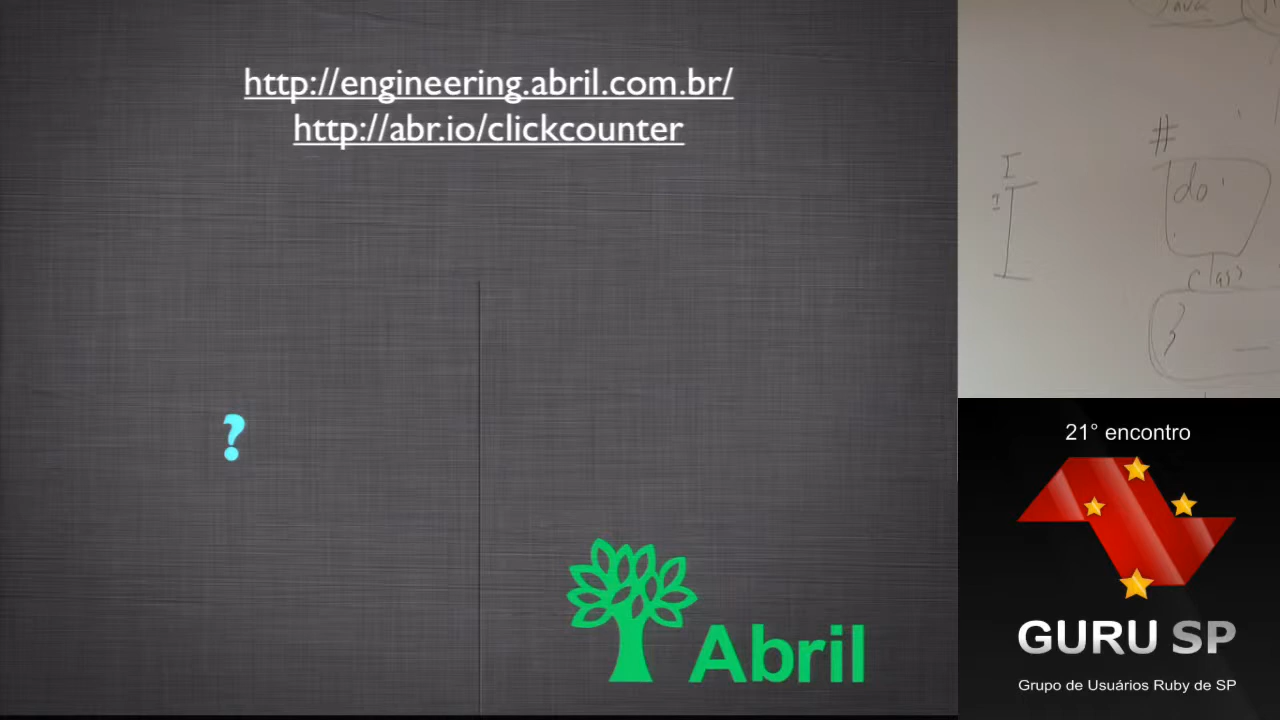 http://engineering.abril.com.br/
http://abr.io/clickcounter
?
Abril
#
do
class
21° encontro
GURU SP
Grupo de Usuários Ruby de SP